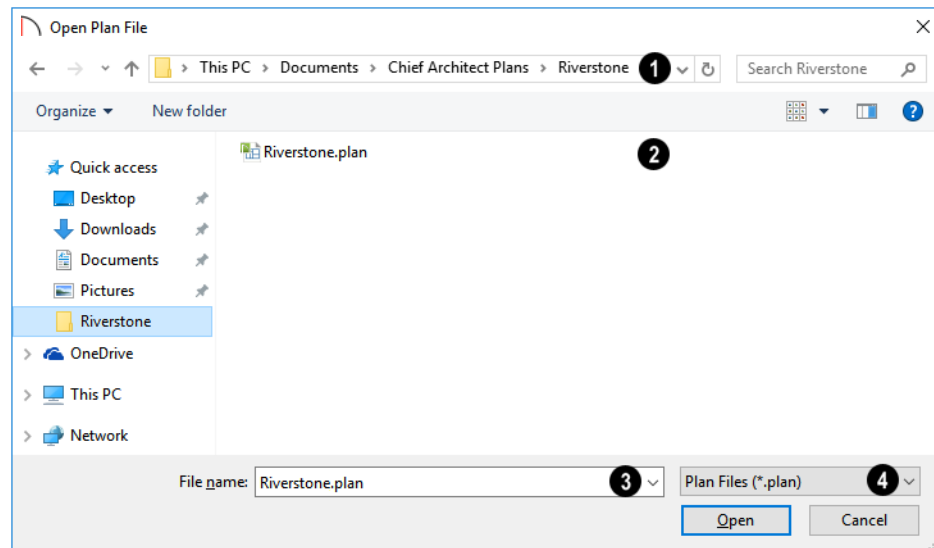 Open Plan File
This PC > Documents > Chief Architect Plans > Riverstone 1 Search Riverstone
Organize New folder ?
Quick access
Riverstone.plan 2
Desktop
Downloads
Documents
Pictures
Riverstone
OneDrive
This PC
Network
File name: Riverstone.plan 3 Plan Files (*.plan) 4
Open Cancel